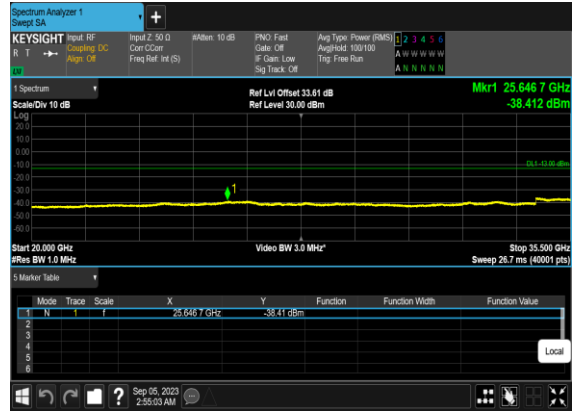 Spectrum Analyzer 1
Swept SA
+
KEYSIGHT Input: RF Input Z: 50 Ω #Atten: 10 dB PNO: Fast Avg Type: Power (RMS) 1 2 3 4 5 6
R T Coupling: DC Corr CCorr Gate: Off Avg|Hold: 100/100 A W W W W W
Align: Off Freq Ref: Int (S) IF Gain: Low Trig: Free Run
Sig Track: Off A N N N N N
1 Spectrum
Ref Lvl Offset 33.61 dB Mkr1 25.646 7 GHz
Scale/Div 10 dB Ref Level 30.00 dBm -38.412 dBm
Log
20.0
10.0
0.00
-10.0
DL1 -13.00 dBm
-20.0
-30.0
1
-40.0
-50.0
-60.0
Start 20.000 GHz Video BW 3.0 MHz* Stop 35.500 GHz
#Res BW 1.0 MHz Sweep 26.7 ms (40001 pts)
5 Marker Table
Mode Trace Scale X Y Function Function Width Function Value
1 N 1 f 25.646 7 GHz -38.41 dBm
2
3
4
5
6
Local
? Sep 05, 2023
2:55:03 AM